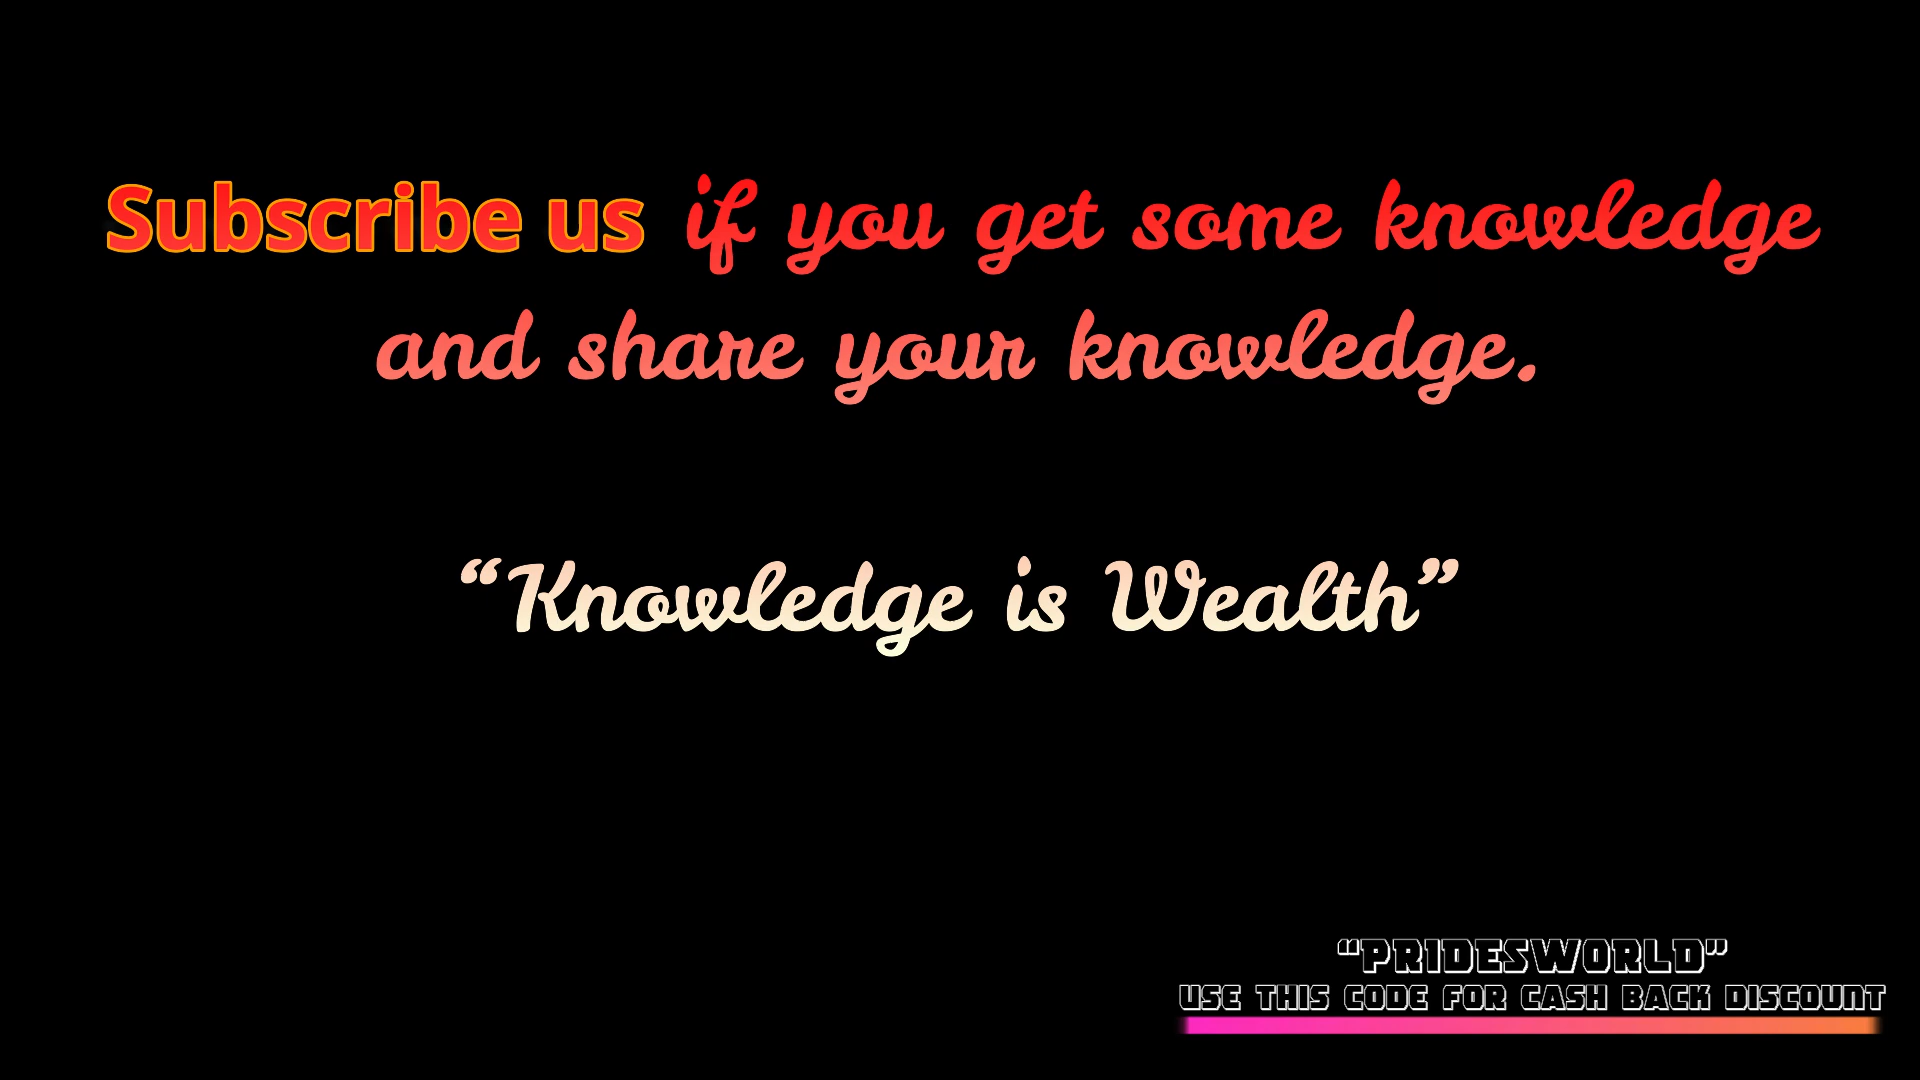 Subscribe us if you get some knowledge
and share your knowledge.
“Knowledge is Wealth”
“PRIDESWORLD”
USE THIS CODE FOR CASH BACK DISCOUNT